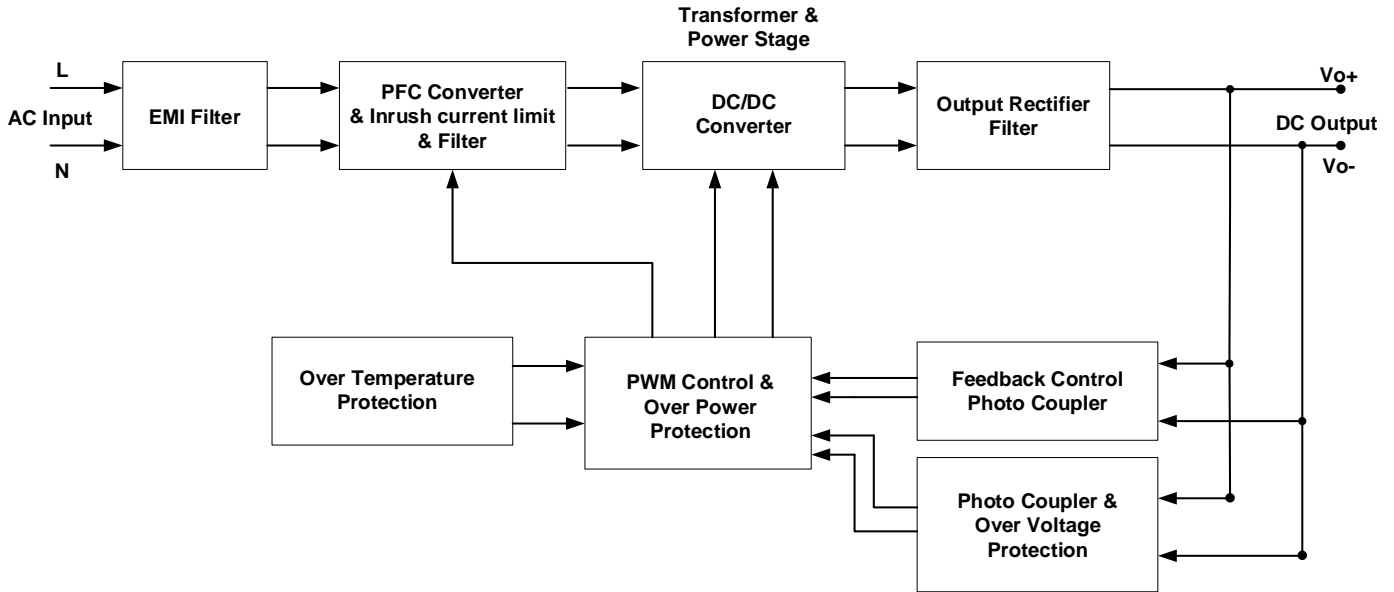 Transformer &
Power Stage
L
AC Input
N
EMI Filter
PFC Converter
& Inrush current limit
& Filter
DC/DC
Converter
Output Rectifier
Filter
Vo+
DC Output
Vo-
Over Temperature
Protection
PWM Control &
Over Power
Protection
Feedback Control
Photo Coupler
Photo Coupler &
Over Voltage
Protection